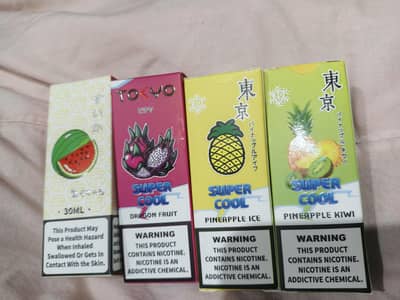 30ML
This Product May
Pose a Health Hazard
When Inhaled
Swallowed Or Gets In
Contact With the Skin.
TOKYO
SUPER
COOL
DRAGON FRUIT
WARNING
THIS PRODUCT
CONTAINS NICOTINE.
NICOTINE IS AN
ADDICTIVE CHEMICAL.
東京
SUPER
COOL
PINEAPPLE ICE
WARNING
THIS PRODUCT
CONTAINS NICOTINE.
NICOTINE IS AN
ADDICTIVE CHEMICAL.
東京
SUPER
COOL
PINEAPPLE KIWI
WARNING
THIS PRODUCT
CONTAINS NICOTINE.
NICOTINE IS AN
ADDICTIVE CHEMICAL.